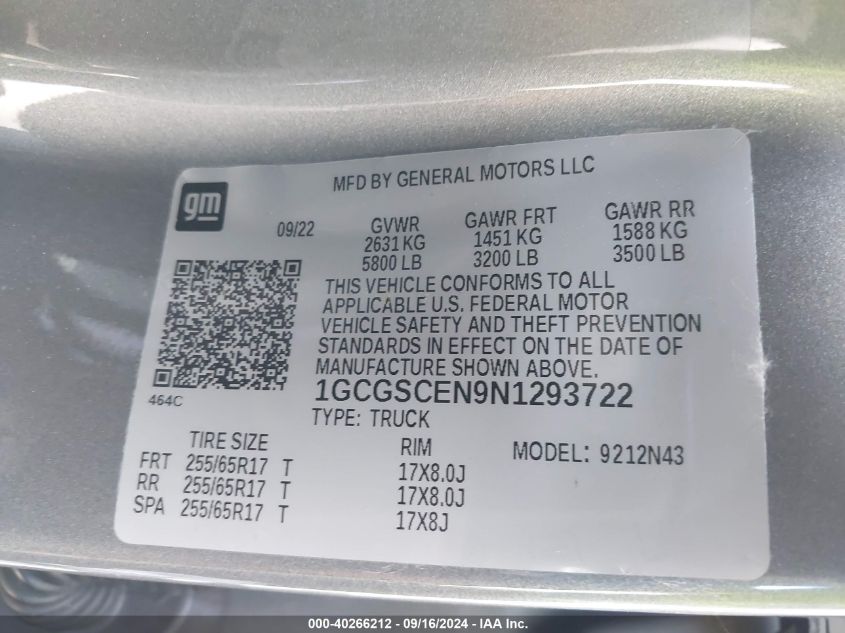 gm
MFD BY GENERAL MOTORS LLC
09/22
GVWR GAWR FRT GAWR RR
2631 KG 1451 KG 1588 KG
5800 LB 3200 LB 3500 LB
THIS VEHICLE CONFORMS TO ALL
APPLICABLE U.S. FEDERAL MOTOR
VEHICLE SAFETY AND THEFT PREVENTION
STANDARDS IN EFFECT ON THE DATE OF
MANUFACTURE SHOWN ABOVE.
464C
1GCGSCEN9N1293722
TYPE: TRUCK
TIRE SIZE RIM MODEL: 9212N43
FRT 255/65R17 T 17X8.0J
RR 255/65R17 T 17X8.0J
SPA 255/65R17 T 17X8J
000-40266212 - 09/16/2024 - IAA Inc.